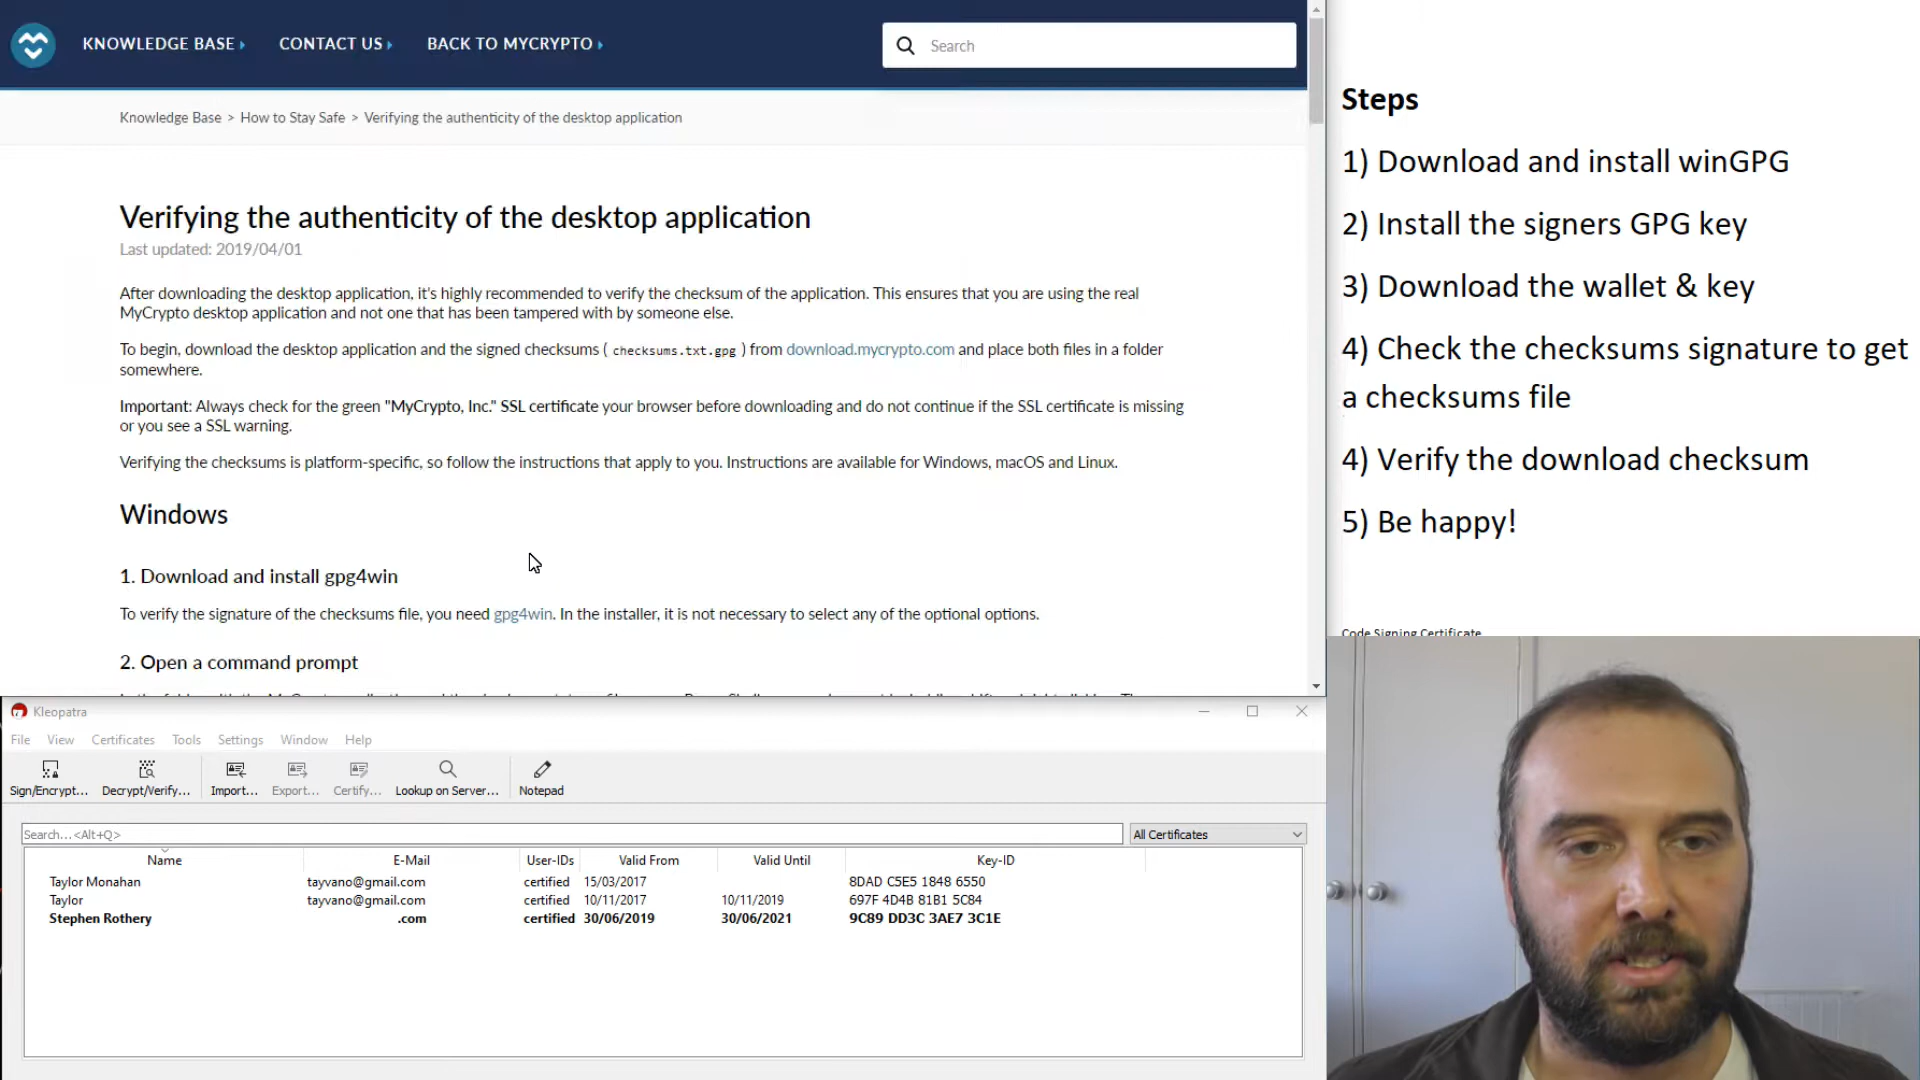 KNOWLEDGE BASE
CONTACT US
BACK TO MYCRYPTO
Search
Knowledge Base > How to Stay Safe > Verifying the authenticity of the desktop application
Verifying the authenticity of the desktop application
Last updated: 2019/04/01
After downloading the desktop application, it's highly recommended to verify the checksum of the application. This ensures that you are using the real
MyCrypto desktop application and not one that has been tampered with by someone else.
To begin, download the desktop application and the signed checksums ( checksums.txt.gpg ) from download.mycrypto.com and place both files in a folder
somewhere.
Important: Always check for the green "MyCrypto, Inc." SSL certificate your browser before downloading and do not continue if the SSL certificate is missing
or you see a SSL warning.
Verifying the checksums is platform-specific, so follow the instructions that apply to you. Instructions are available for Windows, macOS and Linux.
Windows
1. Download and install gpg4win
To verify the signature of the checksums file, you need gpg4win. In the installer, it is not necessary to select any of the optional options.
2. Open a command prompt
Steps
1) Download and install winGPG
2) Install the signers GPG key
3) Download the wallet & key
4) Check the checksums signature to get
a checksums file
4) Verify the download checksum
5) Be happy!
Code Signing Certificate
Kleopatra
File View Certificates Tools Settings Window Help
Sign/Encrypt... Decrypt/Verify... Import... Export... Certify... Lookup on Server... Notepad
Search...<Alt+Q> All Certificates
Name E-Mail User-IDs Valid From Valid Until Key-ID
Taylor Monahan tayvano@gmail.com certified 15/03/2017 8DAD C5E5 1848 6550
Taylor tayvano@gmail.com certified 10/11/2017 10/11/2019 697F 4D4B 81B1 5C84
Stephen Rothery .com certified 30/06/2019 30/06/2021 9C89 DD3C 3AE7 3C1E